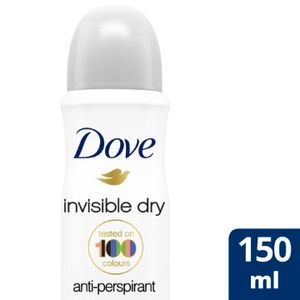 Dove
invisible dry
tested on
100
colours
anti-perspirant
150
ml